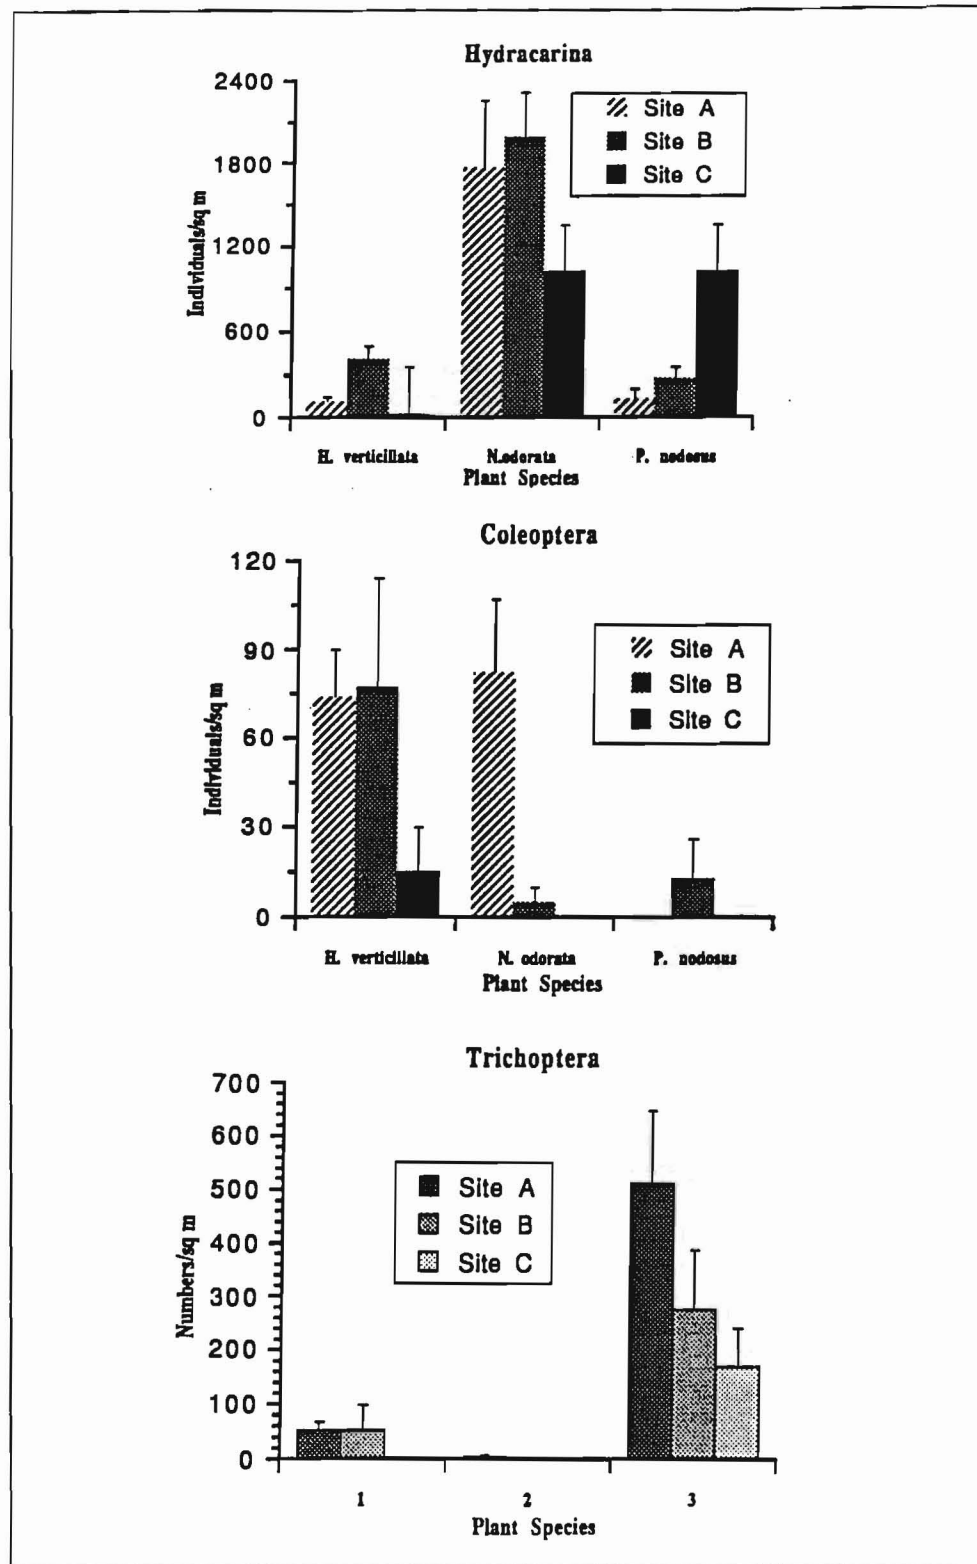 Hydracarina
2400
1800
1200
600
0
Individuals/sq m
Site A
Site B
Site C
H. verticillata N.odorata P. nodosus
Plant Species
Coleoptera
120
90
60
30
0
Individuals/sq m
Site A
Site B
Site C
H. verticillata N. odorata P. nodosus
Plant Species
Trichoptera
700
600
500
400
300
200
100
0
Numbers/sq m
Site A
Site B
Site C
1 2 3
Plant Species